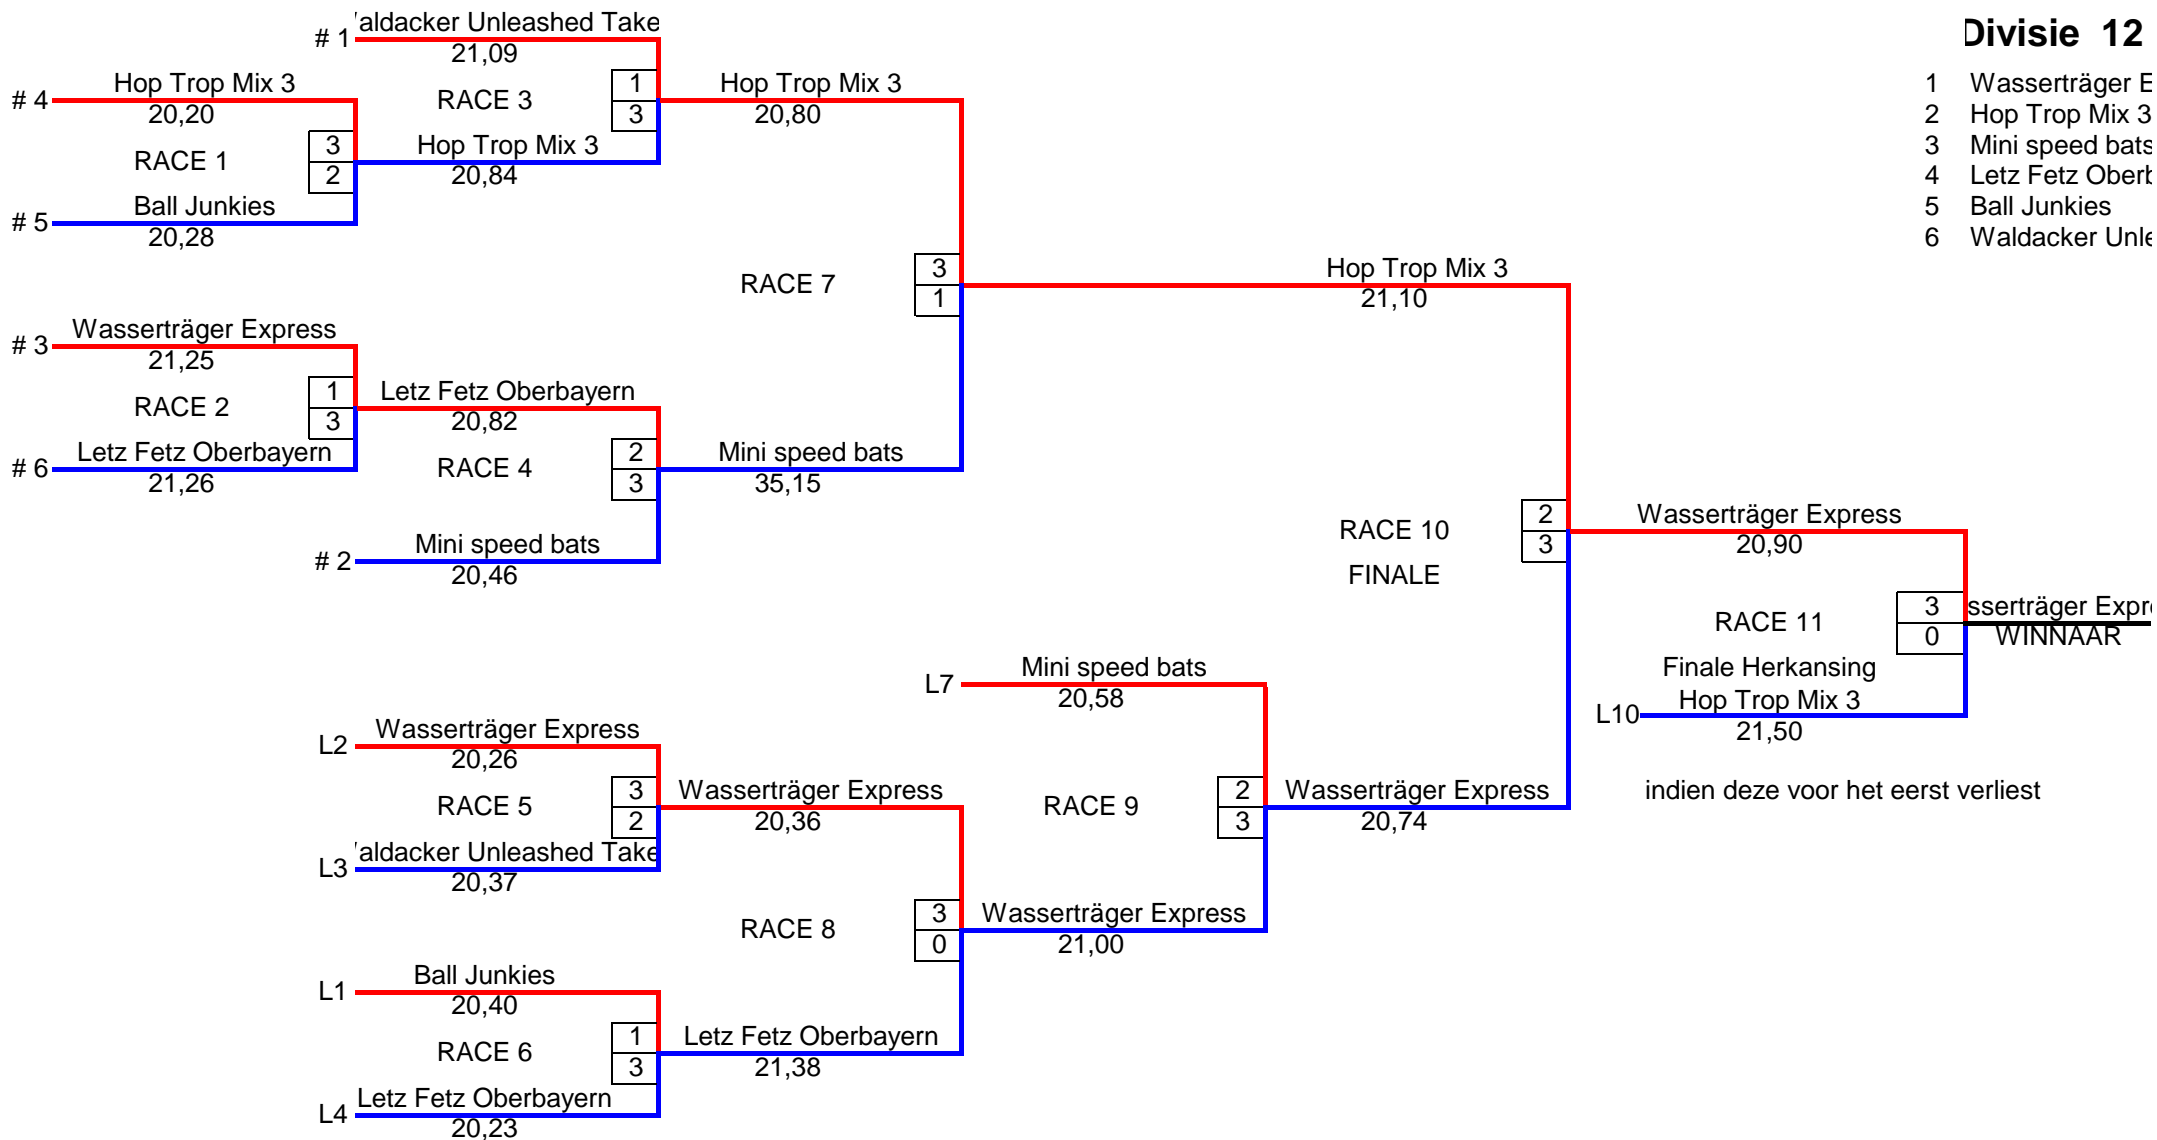 Divisie 12
1 Wasserträger E
2 Hop Trop Mix 3
3 Mini speed bats
4 Letz Fetz Oberb
5 Ball Junkies
6 Waldacker Unle
# 1 aldacker Unleashed Take
21,09
RACE 3
1
3
Hop Trop Mix 3
20,84
# 4 Hop Trop Mix 3
20,20
RACE 1
3
2
# 5 Ball Junkies
20,28
Hop Trop Mix 3
20,80
RACE 7
3
1
# 3 Wasserträger Express
21,25
RACE 2
1
3
# 6 Letz Fetz Oberbayern
21,26
Letz Fetz Oberbayern
20,82
RACE 4
2
3
# 2 Mini speed bats
20,46
Mini speed bats
35,15
Hop Trop Mix 3
21,10
RACE 10
FINALE
2
3
Wasserträger Express
20,90
RACE 11
3
0
sserträger Expr
WINNAAR
Finale Herkansing
L10 Hop Trop Mix 3
21,50
indien deze voor het eerst verliest
L7 Mini speed bats
20,58
RACE 9
2
3
Wasserträger Express
20,74
L2 Wasserträger Express
20,26
RACE 5
3
2
L3 aldacker Unleashed Take
20,37
Wasserträger Express
20,36
RACE 8
3
0
Wasserträger Express
21,00
L1 Ball Junkies
20,40
RACE 6
1
3
L4 Letz Fetz Oberbayern
20,23
Letz Fetz Oberbayern
21,38